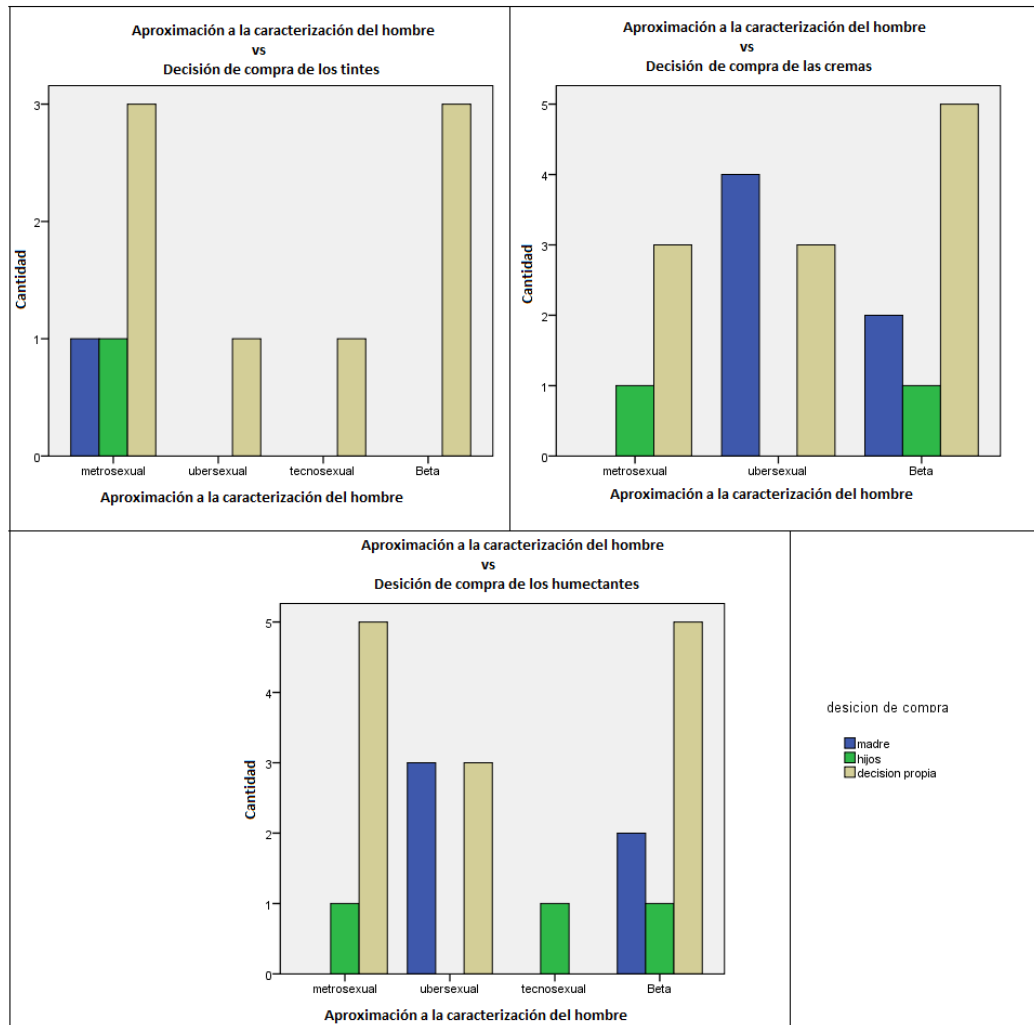 Aproximación a la caracterización del hombre
vs
Decisión de compra de los tintes
3
2
1
0
Cantidad
metrosexual ubersexual tecnosexual Beta
Aproximación a la caracterización del hombre
Aproximación a la caracterización del hombre
vs
Decisión de compra de las cremas
5
4
3
2
1
0
Cantidad
metrosexual ubersexual Beta
Aproximación a la caracterización del hombre
Aproximación a la caracterización del hombre
vs
Desición de compra de los humectantes
5
4
3
2
1
0
Cantidad
metrosexual ubersexual tecnosexual Beta
Aproximación a la caracterización del hombre
desicion de compra
madre
hijos
decision propia